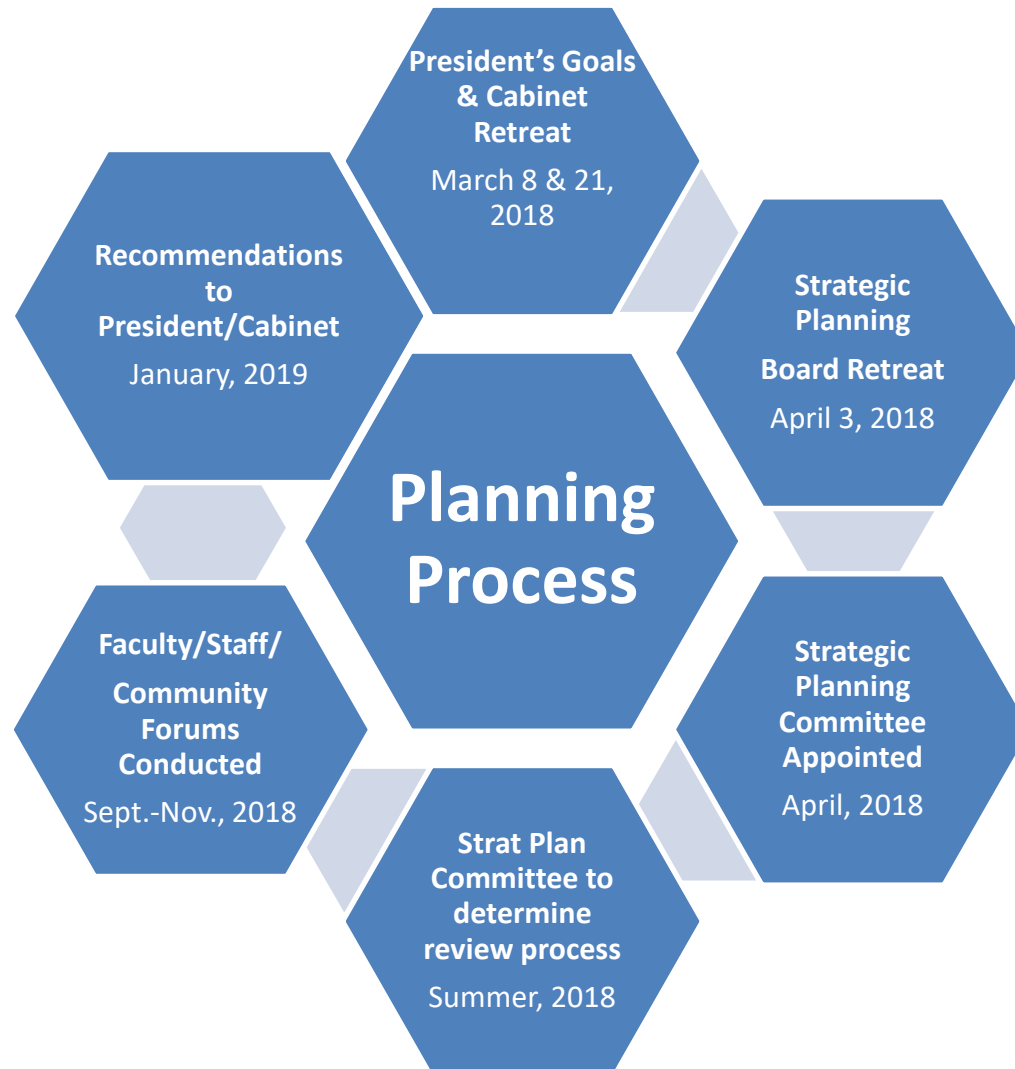 President’s Goals
& Cabinet
Retreat
March 8 & 21,
2018
Strategic
Planning
Board Retreat
April 3, 2018
Strategic
Planning
Committee
Appointed
April, 2018
Strat Plan
Committee to
determine
review process
Summer, 2018
Faculty/Staff/
Community
Forums
Conducted
Sept.-Nov., 2018
Recommendations
to
President/Cabinet
January, 2019
Planning
Process